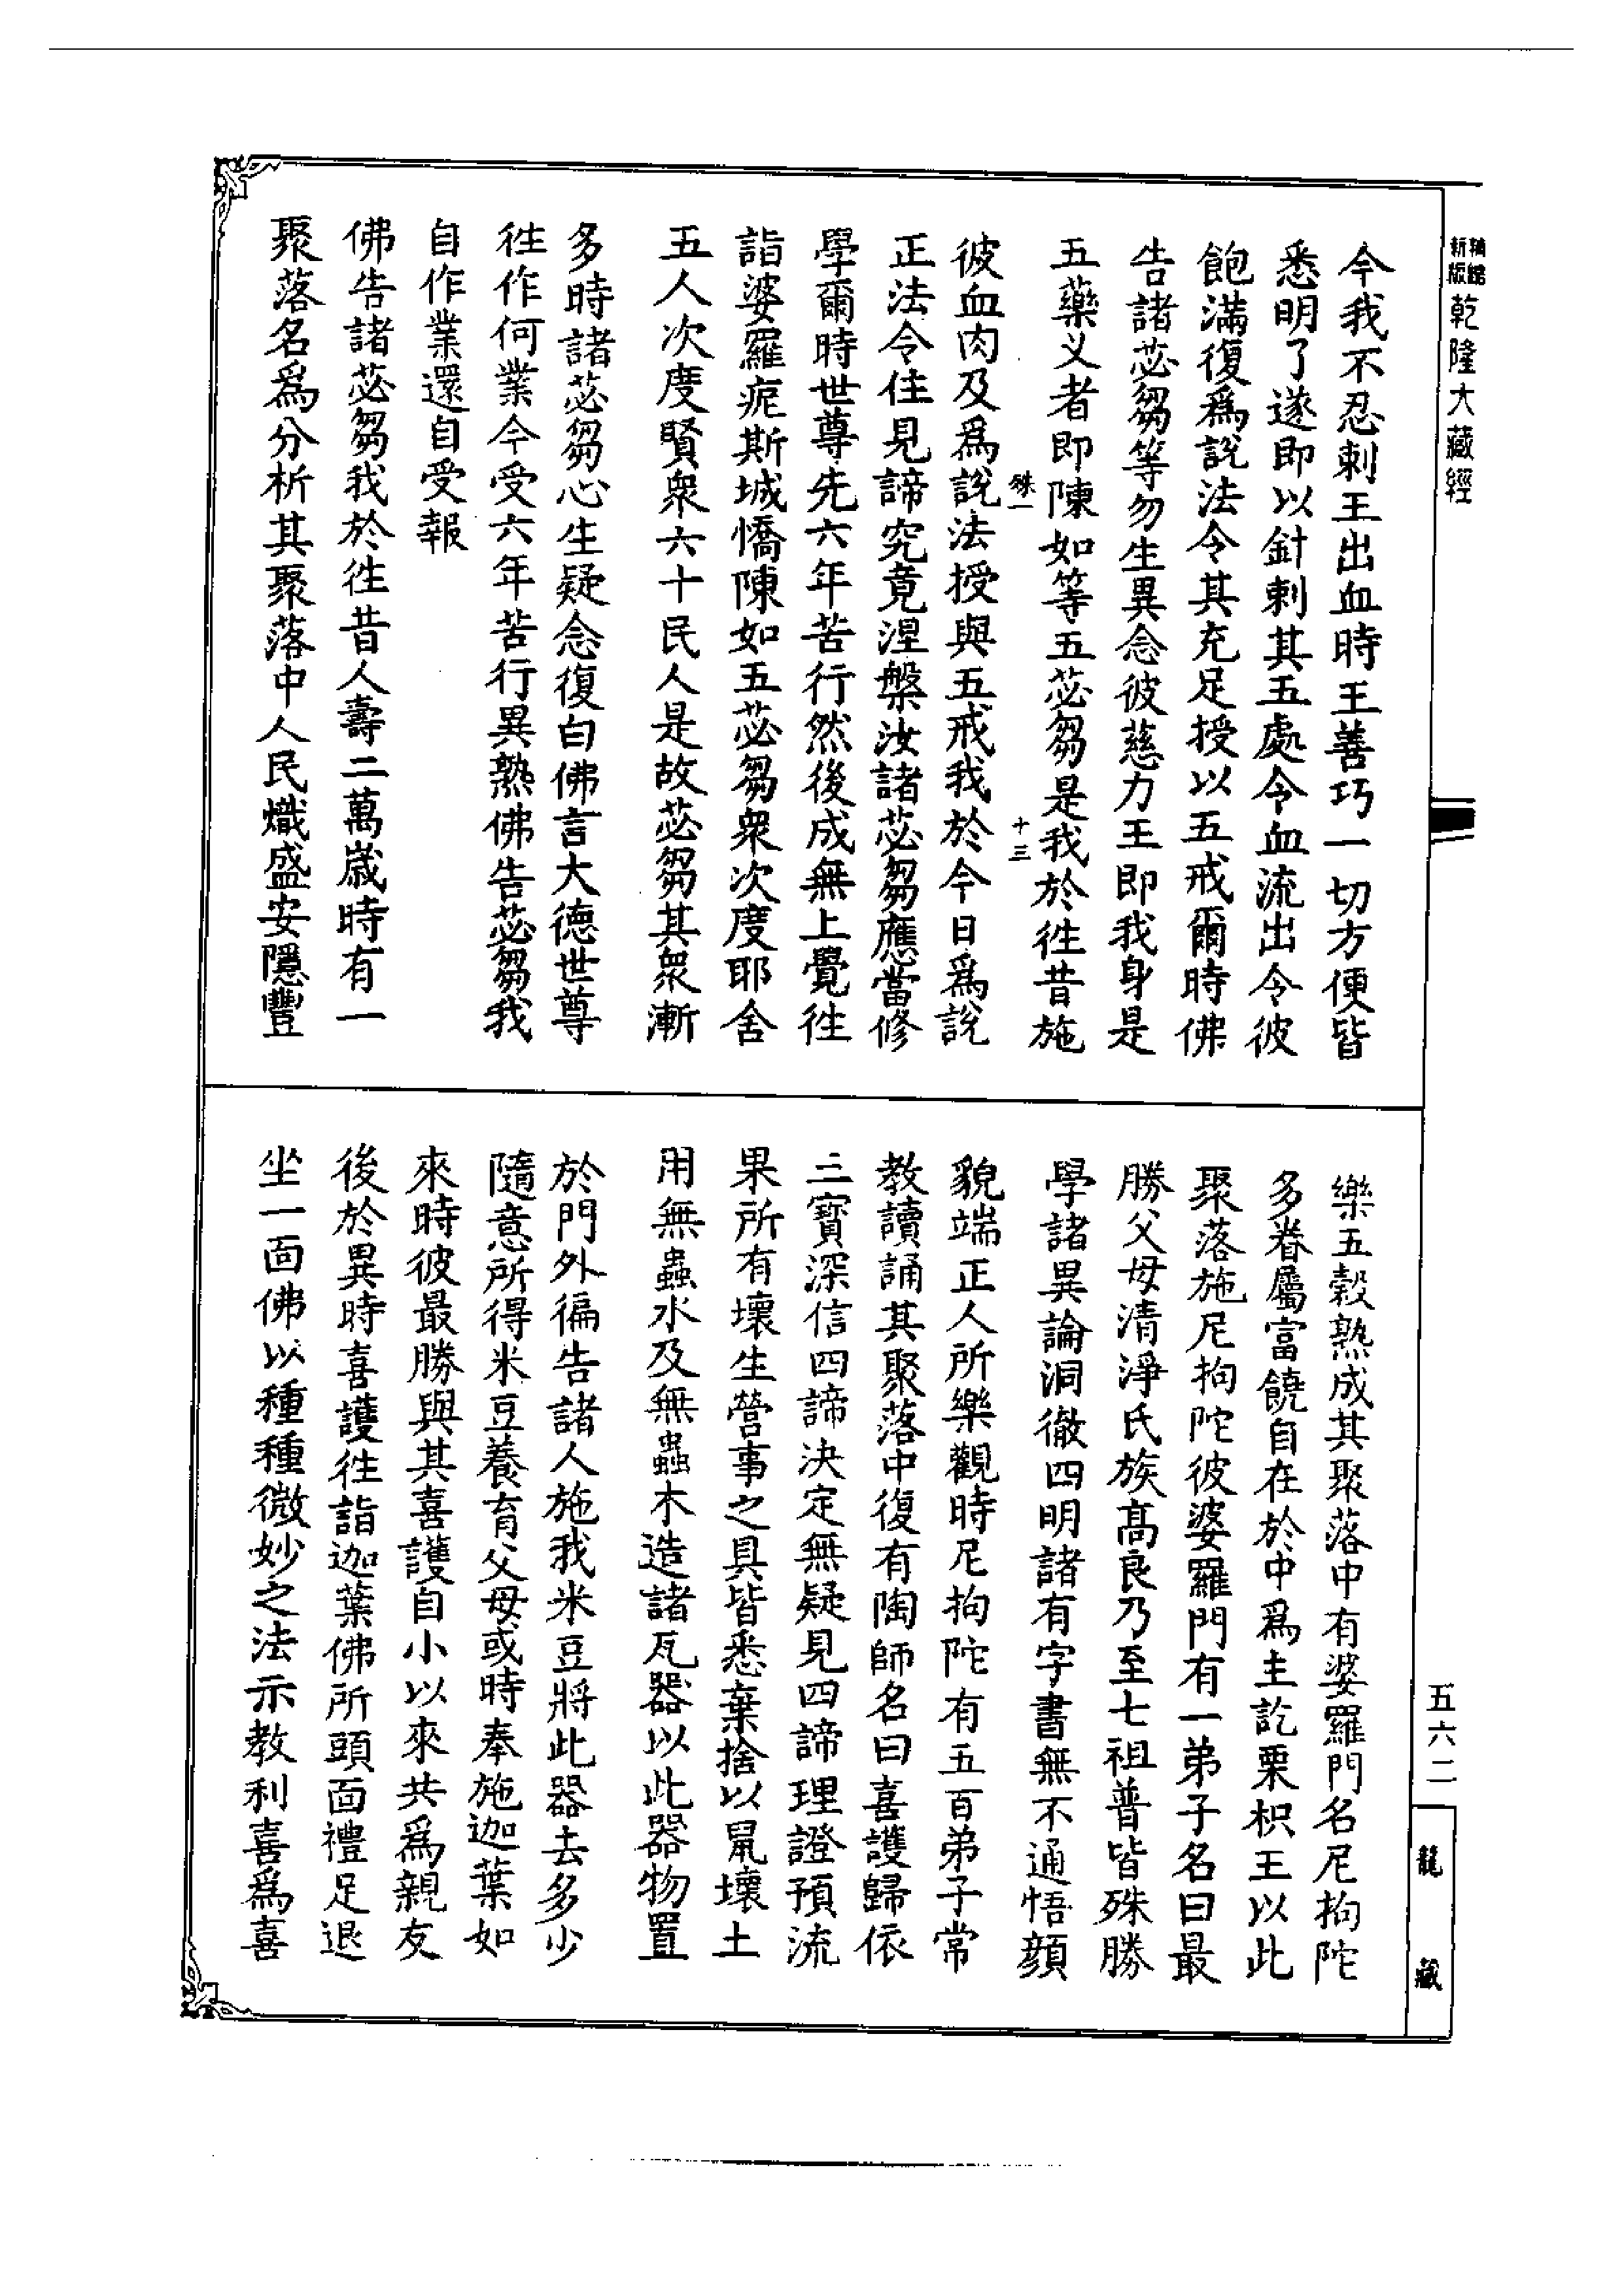 今我不忍刺王出血時王善巧一切方便皆
悉明了遂即以針刺其五處令血流出令彼
飽滿復為說法令其充足授以五戒爾時佛
告諸苾芻等勿生異念彼慈力王即我身是
五藥叉者即陳如等五苾芻是我於往昔施
殊一
十三
彼血肉及為說法授與五戒我於今日為說
正法令住見諦究竟涅槃汝諸苾芻應當修
學爾時世尊先六年苦行然後成無上覺往
詣婆羅痆斯城憍陳如五苾芻眾次度耶舍
五人次度賢眾六十民人是故苾芻其眾漸
多時諸苾芻心生疑念復白佛言大德世尊
往作何業今受六年苦行異熟佛告苾芻我
自作業還自受報
佛告諸苾芻我於往昔人壽二萬歲時有一
聚落名為分析其聚落中人民熾盛安隱豐
樂五穀熟成其聚落中有婆羅門名尼拘陀
多眷屬富饒自在於中為主訖栗枳王以此
聚落施尼拘陀彼婆羅門有一弟子名曰最
勝父母清淨氏族高良乃至七祖普皆殊勝
學諸異論洞徹四明諸有字書無不通悟顏
貌端正人所樂觀時尼拘陀有五百弟子常
教讀誦其聚落中復有陶師名曰喜護歸依
三寶深信四諦決定無疑見四諦理證預流
果所有壞生營事之具皆悉棄捨以鼠壞土
用無蟲水及無蟲木造諸瓦器以此器物置
於門外徧告諸人施我米豆將此器去多少
隨意所得米豆養育父母或時奉施迦葉如
來時彼最勝與其喜護自小以來共為親友
後於異時喜護往詣迦葉佛所頭面禮足退
坐一面佛以種種微妙之法示教利喜為喜
新版
乾隆大藏經
五六二
龍藏